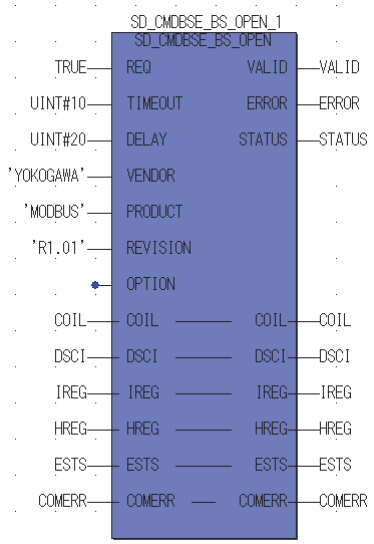 SD_CMDBSE_BS_OPEN_1
SD_CMDBSE_BS_OPEN
TRUE REQ VALID VALID
UINT#10 TIMEOUT ERROR ERROR
UINT#20 DELAY STATUS STATUS
'YOKOGAWA' VENDOR
'MODBUS' PRODUCT
'R1.01' REVISION
OPTION
COIL COIL COIL COIL
DSCI DSCI DSCI DSCI
IREG IREG IREG IREG
HREG HREG HREG HREG
ESTS ESTS ESTS ESTS
COMERR COMERR COMERR COMERR